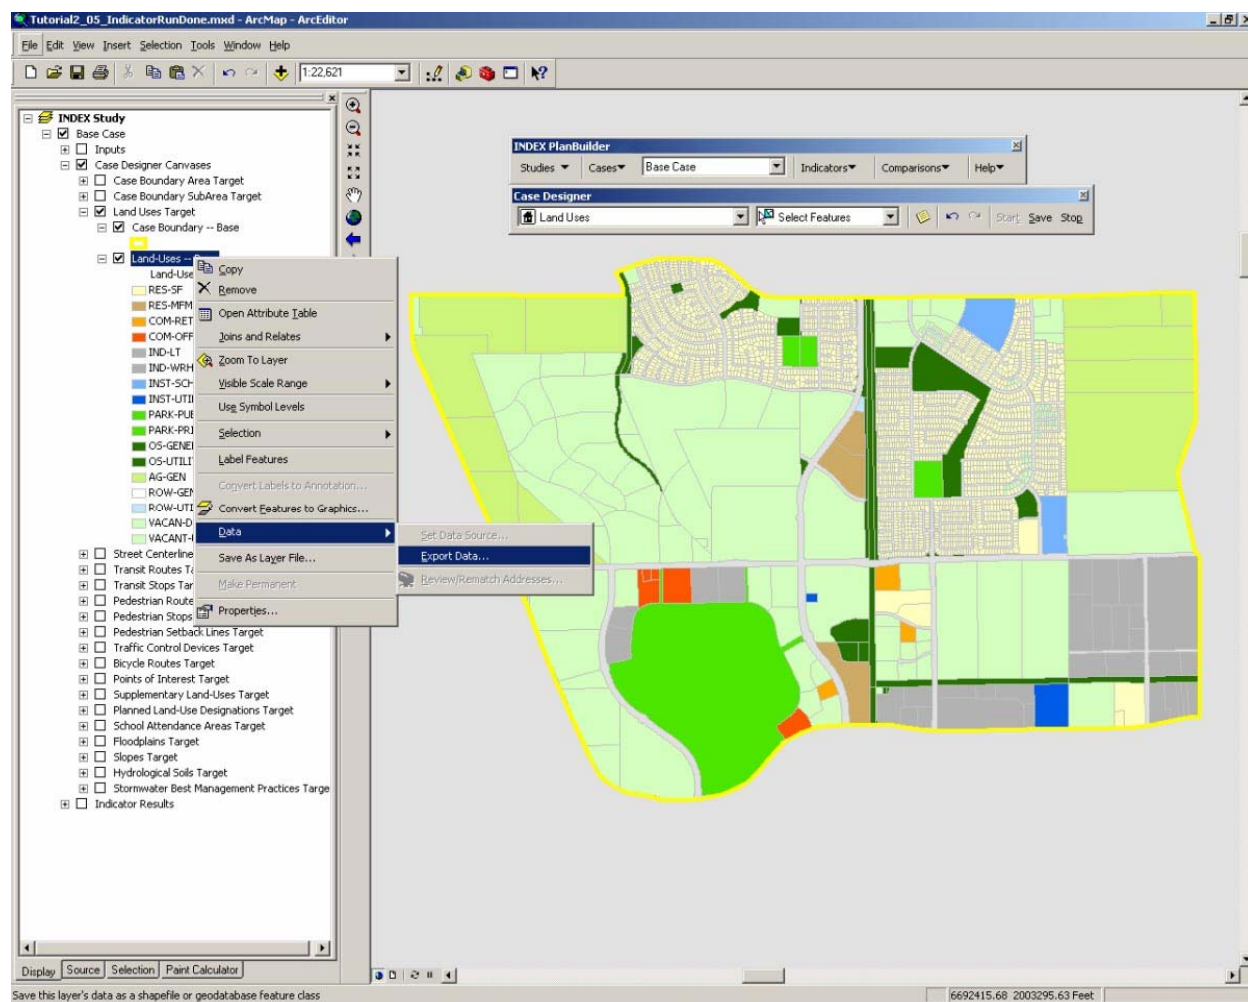 Tutorial2_05_IndicatorRunDone.mxd - ArcMap - ArcEditor
File Edit View Insert Selection Tools Window Help
1:22,621
INDEX Study
Base Case
Inputs
Case Designer Canvases
Case Boundary Area Target
Case Boundary SubArea Target
Land Uses Target
Case Boundary -- Base
Land-Uses --
Land-Use
RES-SF
RES-MFM
COM-RET
COM-OFF
IND-LT
IND-WRH
INST-SCH
INST-UTI
PARK-PUB
PARK-PRI
OS-GENE
OS-UTILI
AG-GEN
ROW-GEN
ROW-UTI
VACAN-D
VACANT-
Street Centerline
Transit Routes Ta
Transit Stops Tar
Pedestrian Route
Pedestrian Stops
Pedestrian Setback Lines Target
Traffic Control Devices Target
Bicycle Routes Target
Points of Interest Target
Supplementary Land-Uses Target
Planned Land-Use Designations Target
School Attendance Areas Target
Floodplains Target
Slopes Target
Hydrological Soils Target
Stormwater Best Management Practices Targe
Indicator Results
Copy
Remove
Open Attribute Table
Joins and Relates
Zoom To Layer
Visible Scale Range
Use Symbol Levels
Selection
Label Features
Convert Labels to Annotation...
Convert Features to Graphics...
Data
Save As Layer File...
Make Permanent
Properties...
Set Data Source...
Export Data...
Review/Rematch Addresses...
INDEX PlanBuilder
Studies Cases Base Case Indicators Comparisons Help
Case Designer
Land Uses Select Features Start Save Stop
Display Source Selection Paint Calculator
Save this layer's data as a shapefile or geodatabase feature class
6692415.68 2003295.63 Feet